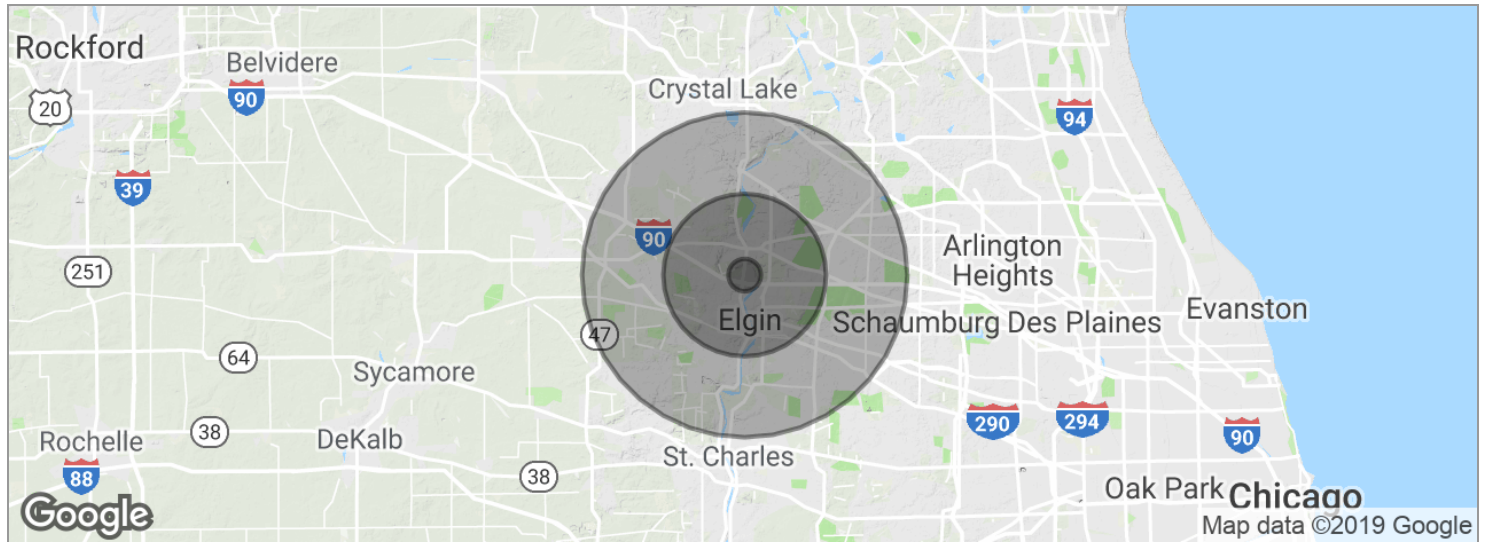 Rockford
Belvidere
20
90
Crystal Lake
94
39
90
Arlington
Heights
251
Evanston
Elgin
Schaumburg Des Plaines
47
64
Sycamore
290
294
90
38
DeKalb
Rochelle
St. Charles
88
38
Oak Park Chicago
Google
Map data ©2019 Google